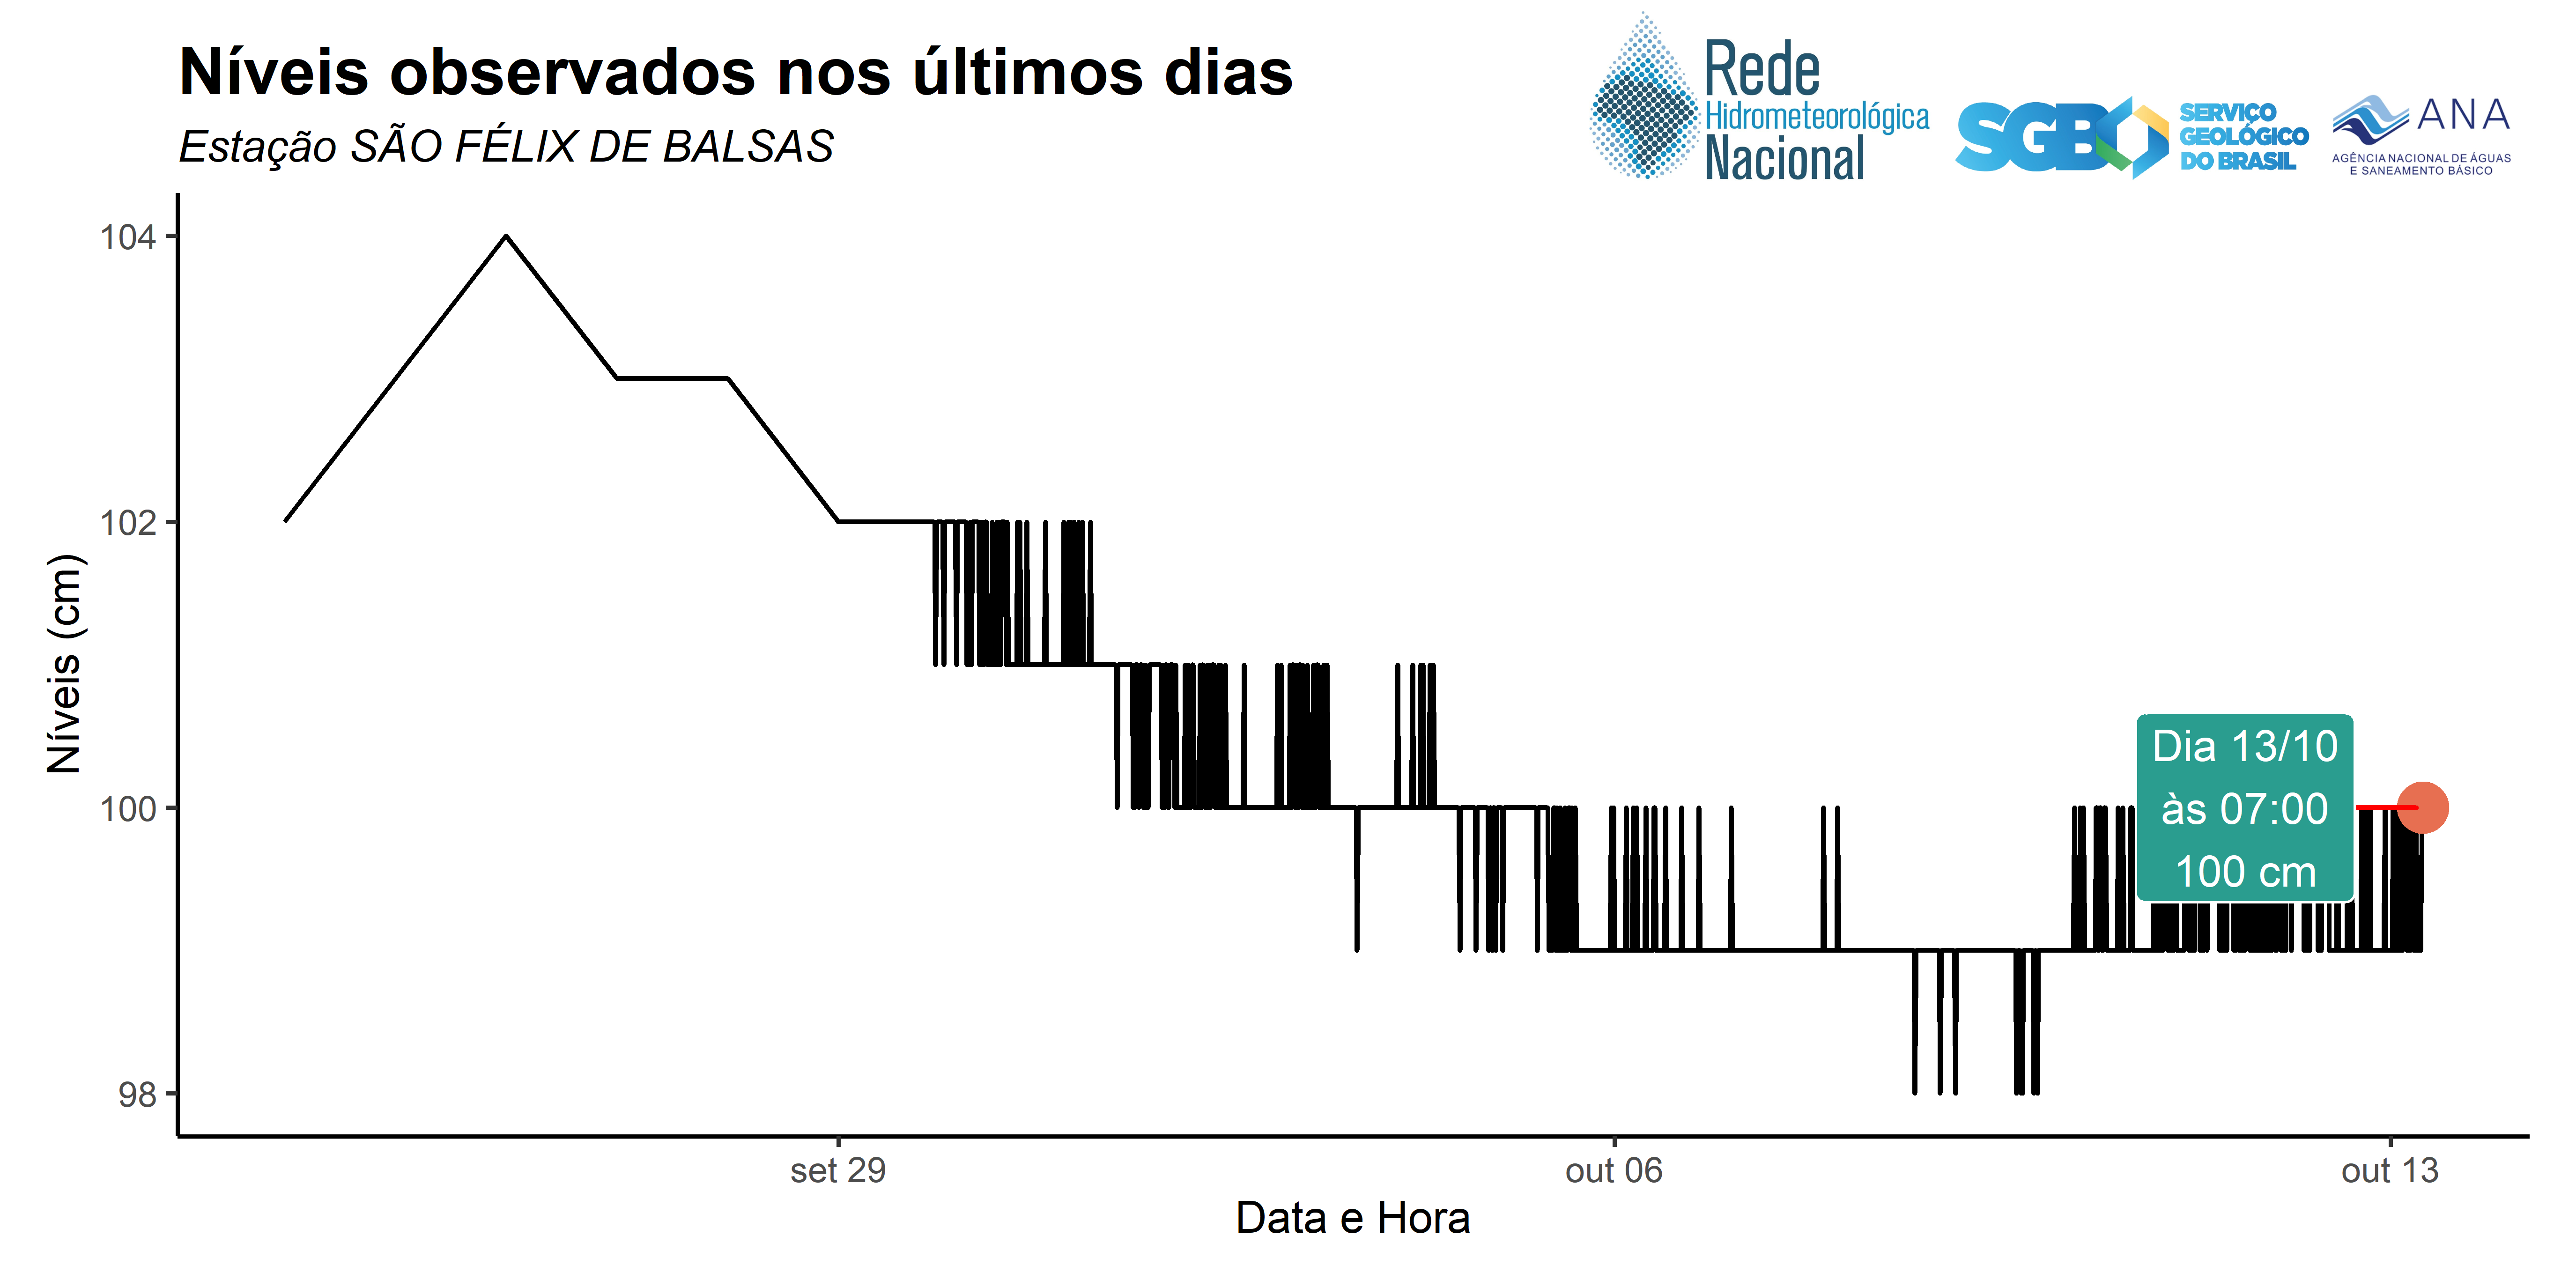 Níveis observados nos últimos dias
Estação SÃO FÉLIX DE BALSAS
Rede
Hidrometeorológica
Nacional
SGB
SERVIÇO
GEOLÓGICO
DO BRASIL
ANA
AGÊNCIA NACIONAL DE ÁGUAS
E SANEAMENTO BÁSICO
Níveis (cm)
104
102
100
98
Dia 13/10
às 07:00
100 cm
set 29
out 06
out 13
Data e Hora